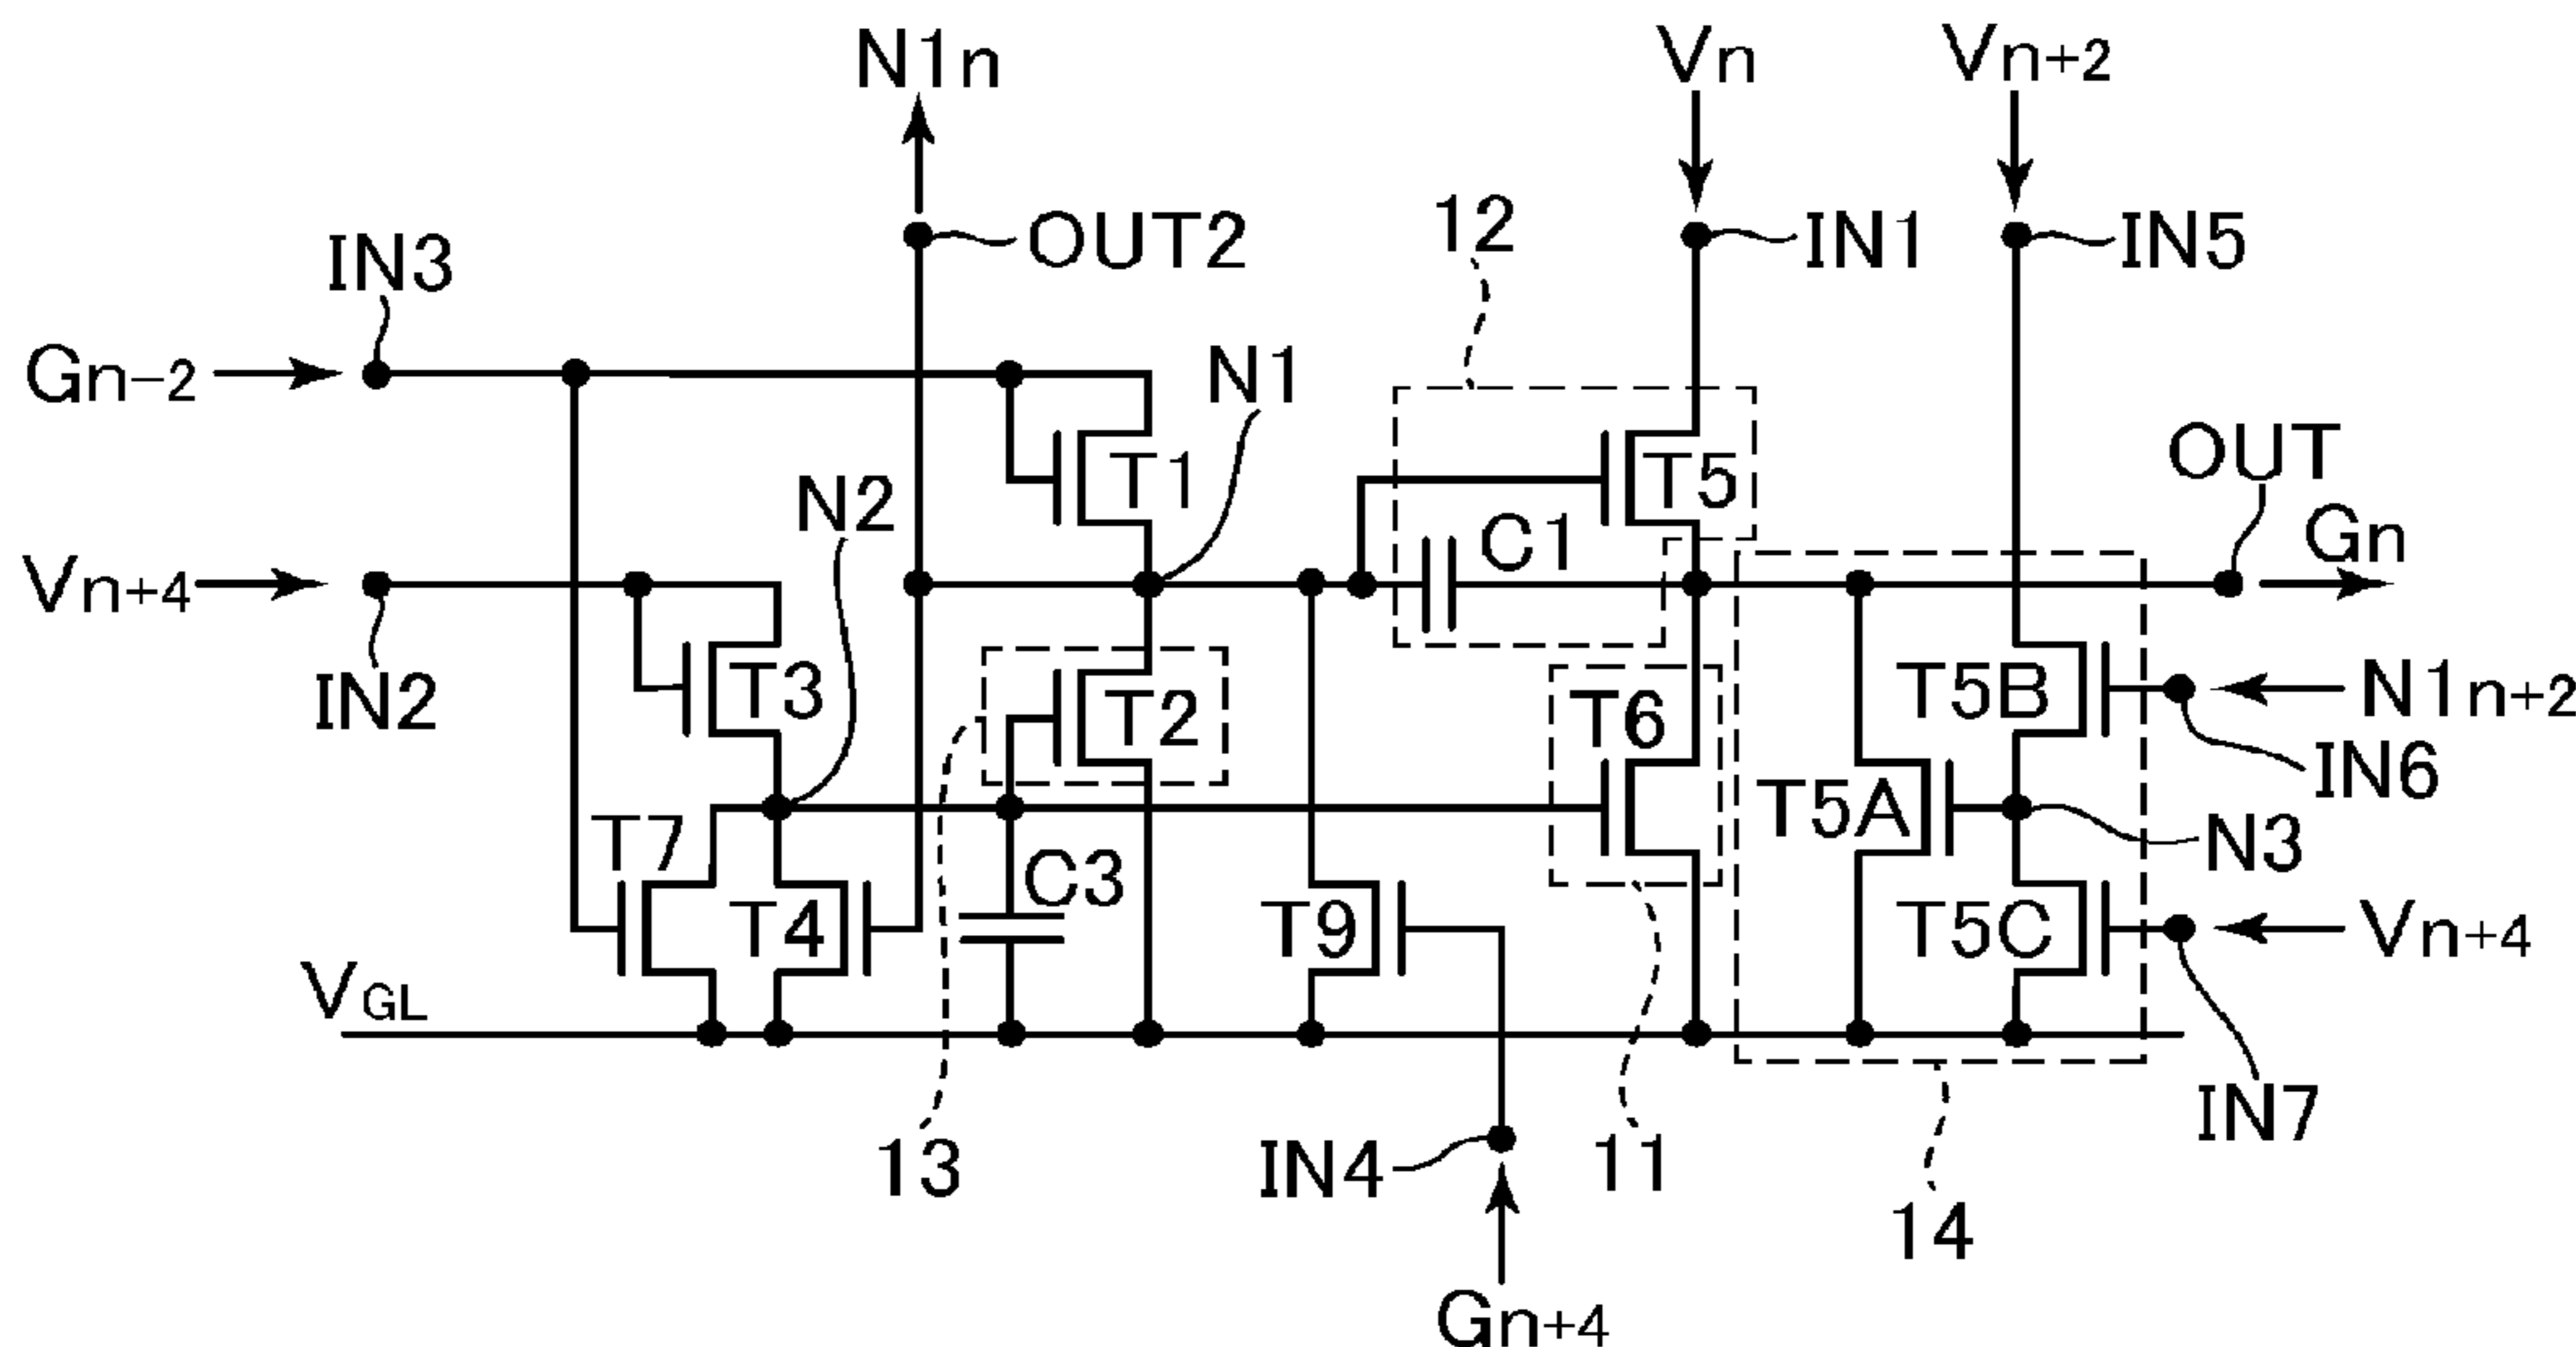 N1n
Vn
Vn+2
12
OUT2
IN1
IN5
IN3
Gn-2
N1
T1
T5
OUT
N2
C1
Gn
Vn+4
T3
T2
T6
T5B
N1n+2
IN2
IN6
T7
T5A
N3
C3
T4
T9
T5C
Vn+4
VGL
13
IN4
11
IN7
14
Gn+4